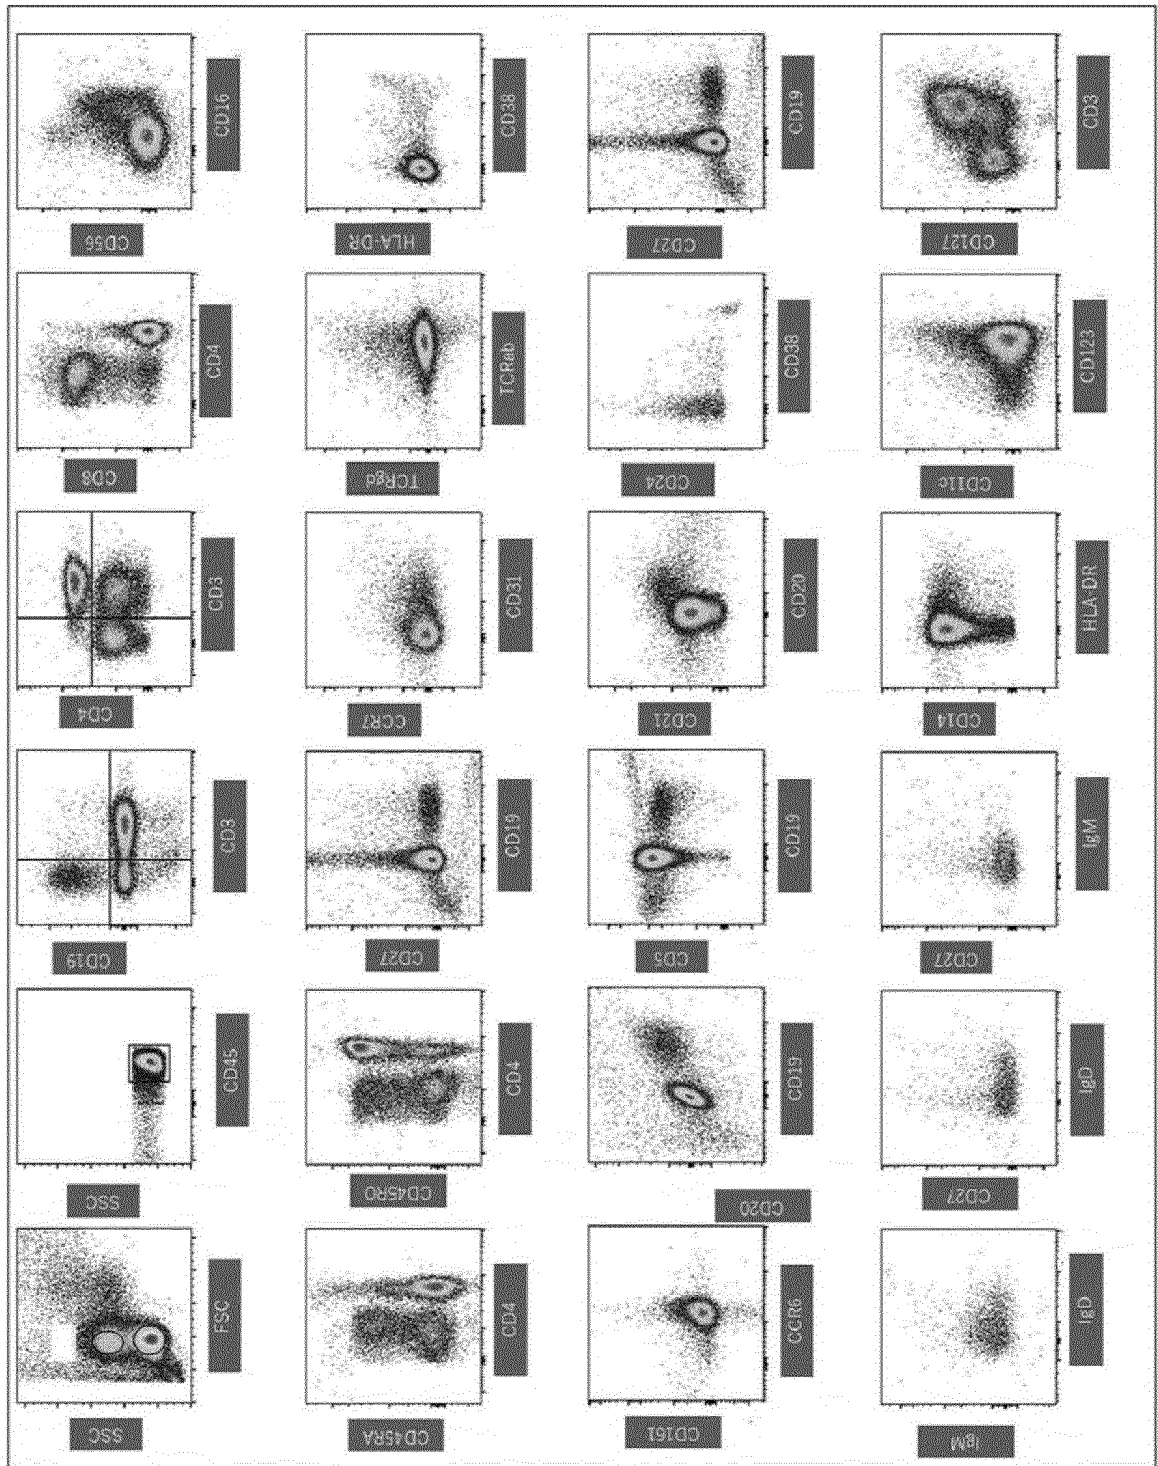 SSC
FSC
SSC
CD45
CD19
CD3
CD4
CD3
CD8
CD4
CD56
CD16
CD45RA
CD4
CD45RO
CD4
CD27
CD19
CCR7
CD31
TCRgd
TCRab
HLA-DR
CD38
CD161
CCR6
CD20
CD19
CD5
CD19
CD21
CD20
CD24
CD38
CD27
CD19
IgM
IgD
CD27
IgD
CD27
IgM
CD14
HLA DR
CD11c
CD123
CD127
CD3